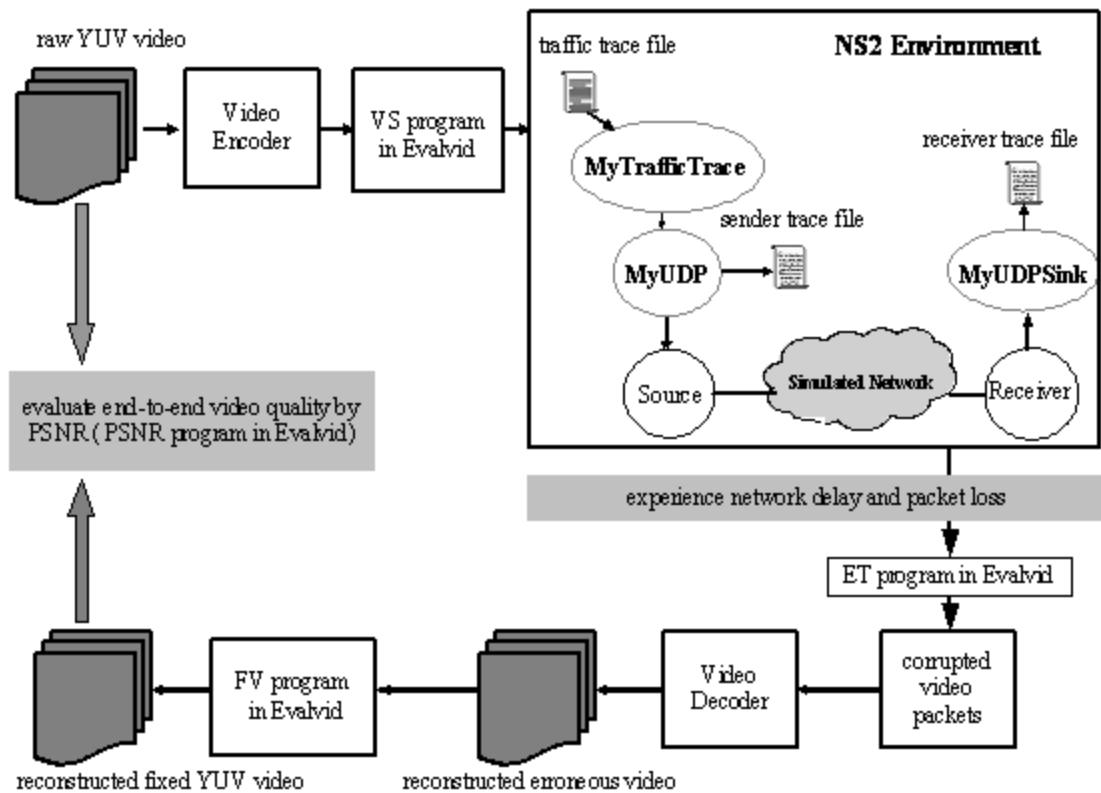 raw YUV video
Video
Encoder
VS program
in Evalvid
traffic trace file
NS2 Environment
MyTrafficTrace
receiver trace file
sender trace file
MyUDP
MyUDPSink
Source
Simulated Network
Receiver
evaluate end-to-end video quality by
PSNR ( PSNR program in Evalvid)
experience network delay and packet loss
ET program in Evalvid
FV program
in Evalvid
Video
Decoder
corrupted
video
packets
reconstructed fixed YUV video
reconstructed erroneous video